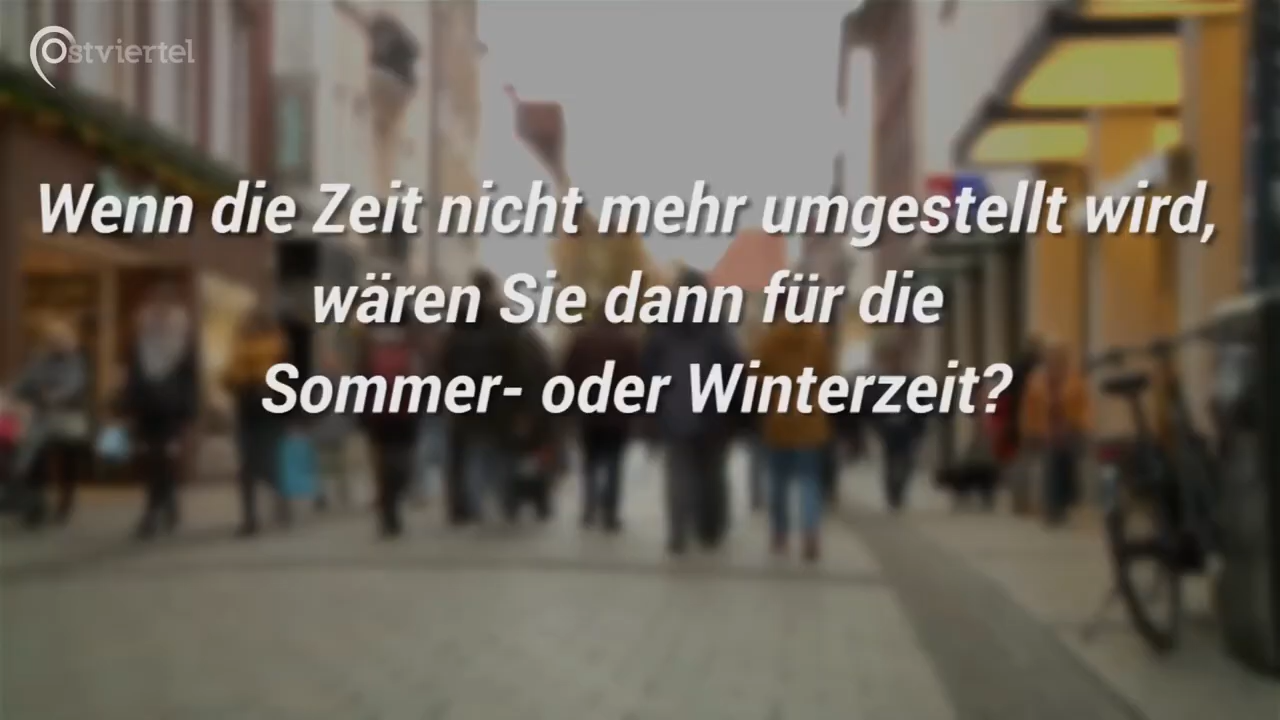 Ostviertel
Wenn die Zeit nicht mehr umgestellt wird,
wären Sie dann für die
Sommer- oder Winterzeit?